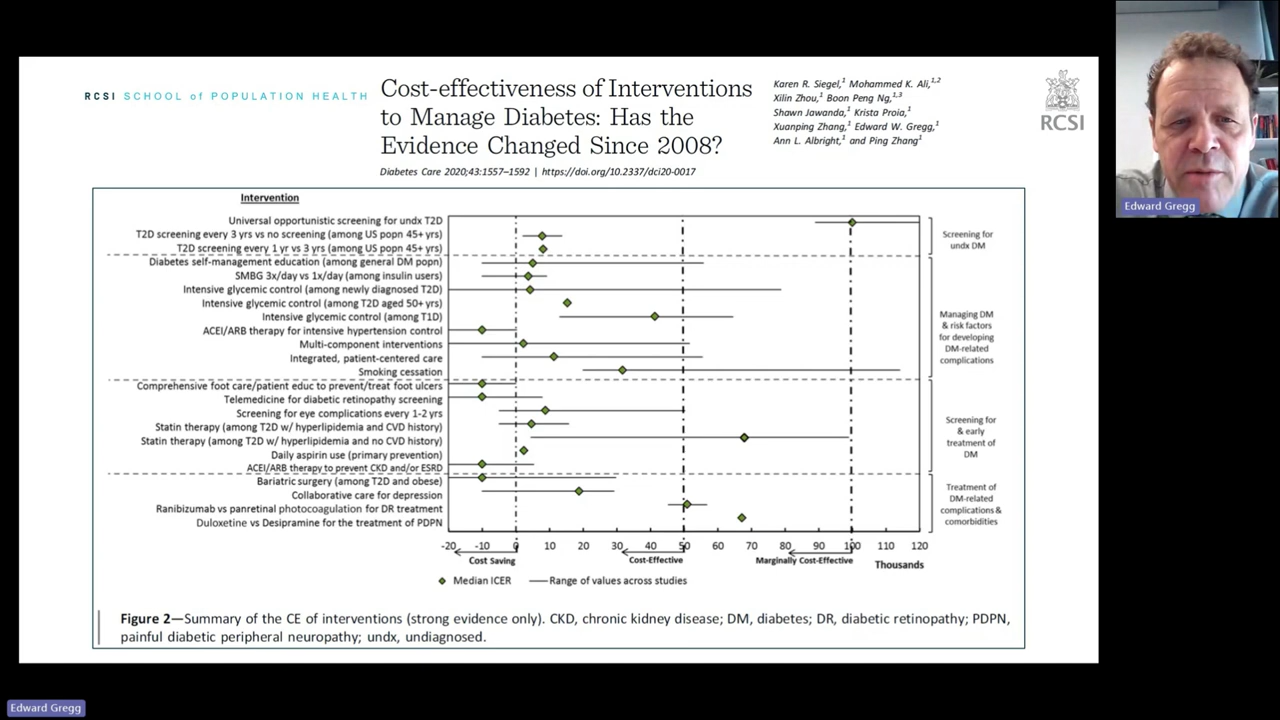 RCSI SCHOOL of POPULATION HEALTH
Cost-effectiveness of Interventions
to Manage Diabetes: Has the
Evidence Changed Since 2008?
Diabetes Care 2020;43:1557–1592 | https://doi.org/10.2337/dci20-0017
Karen R. Siegel,1 Mohammed K. Ali,1,2
Xilin Zhou,1 Boon Peng Ng,1,3
Shawn Jawanda,1 Krista Proia,1
Xuanping Zhang,1 Edward W. Gregg,1
Ann L. Albright,1 and Ping Zhang1
RCSI
Edward Gregg
Intervention
Universal opportunistic screening for undx T2D
T2D screening every 3 yrs vs no screening (among US popn 45+ yrs)
T2D screening every 1 yr vs 3 yrs (among US popn 45+ yrs)
Screening for
undx DM
Diabetes self-management education (among general DM popn)
SMBG 3x/day vs 1x/day (among insulin users)
Intensive glycemic control (among newly diagnosed T2D)
Intensive glycemic control (among T2D aged 50+ yrs)
Intensive glycemic control (among T1D)
ACEI/ARB therapy for intensive hypertension control
Multi-component interventions
Integrated, patient-centered care
Smoking cessation
Managing DM
& risk factors
for developing
DM-related
complications
Comprehensive foot care/patient educ to prevent/treat foot ulcers
Telemedicine for diabetic retinopathy screening
Screening for eye complications every 1-2 yrs
Statin therapy (among T2D w/ hyperlipidemia and CVD history)
Statin therapy (among T2D w/ hyperlipidemia and no CVD history)
Daily aspirin use (primary prevention)
ACEI/ARB therapy to prevent CKD and/or ESRD
Screening for
& early
treatment of
DM
Bariatric surgery (among T2D and obese)
Collaborative care for depression
Ranibizumab vs panretinal photocoagulation for DR treatment
Duloxetine vs Desipramine for the treatment of PDPN
Treatment of
DM-related
complications &
comorbidities
-20 -10 0 10 20 30 40 50 60 70 80 90 100 110 120
Cost Saving Cost-Effective Marginally Cost-Effective Thousands
Median ICER Range of values across studies
Figure 2—Summary of the CE of interventions (strong evidence only). CKD, chronic kidney disease; DM, diabetes; DR, diabetic retinopathy; PDPN,
painful diabetic peripheral neuropathy; undx, undiagnosed.
Edward Gregg